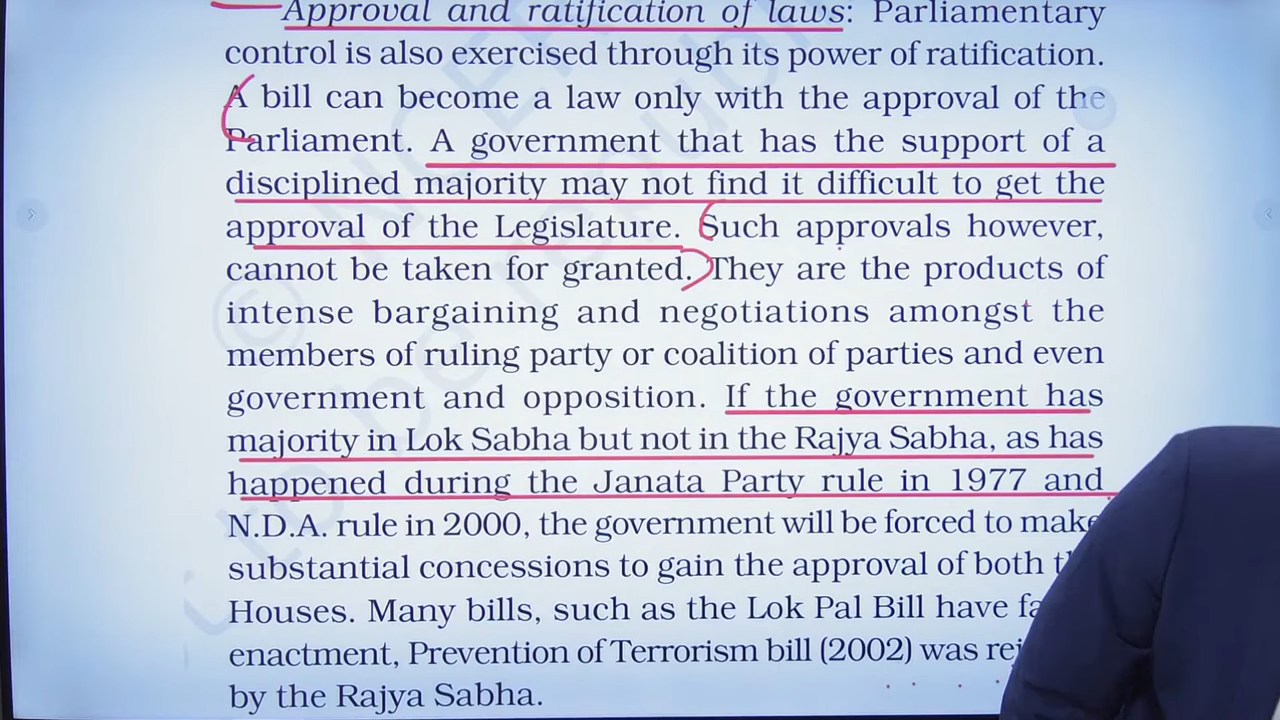 Approval and ratification of laws: Parliamentary
control is also exercised through its power of ratification.
A bill can become a law only with the approval of the
Parliament. A government that has the support of a
disciplined majority may not find it difficult to get the
approval of the Legislature. Such approvals however,
cannot be taken for granted. They are the products of
intense bargaining and negotiations amongst the
members of ruling party or coalition of parties and even
government and opposition. If the government has
majority in Lok Sabha but not in the Rajya Sabha, as has
happened during the Janata Party rule in 1977 and
N.D.A. rule in 2000, the government will be forced to make
substantial concessions to gain the approval of both
Houses. Many bills, such as the Lok Pal Bill have
enactment, Prevention of Terrorism bill (2002) was
by the Rajya Sabha.